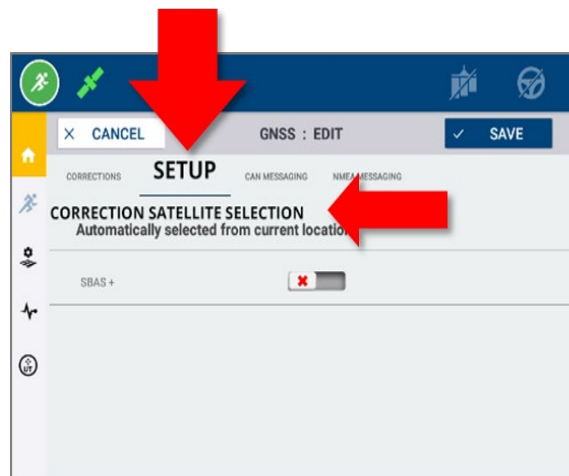 CANCEL
GNSS : EDIT
SAVE
CORRECTIONS
SETUP
CAN MESSAGING
NMEA MESSAGING
CORRECTION SATELLITE SELECTION
Automatically selected from current location
SBAS +
UT